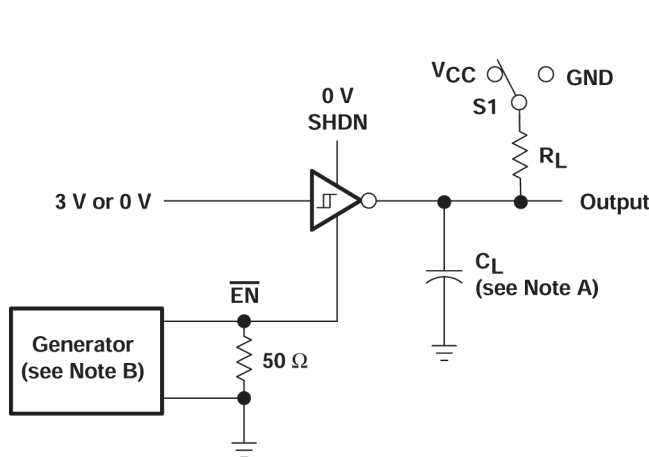 VCC
GND
S1
0 V
SHDN
RL
3 V or 0 V
Output
CL
(see Note A)
EN
Generator
(see Note B)
50 Ω